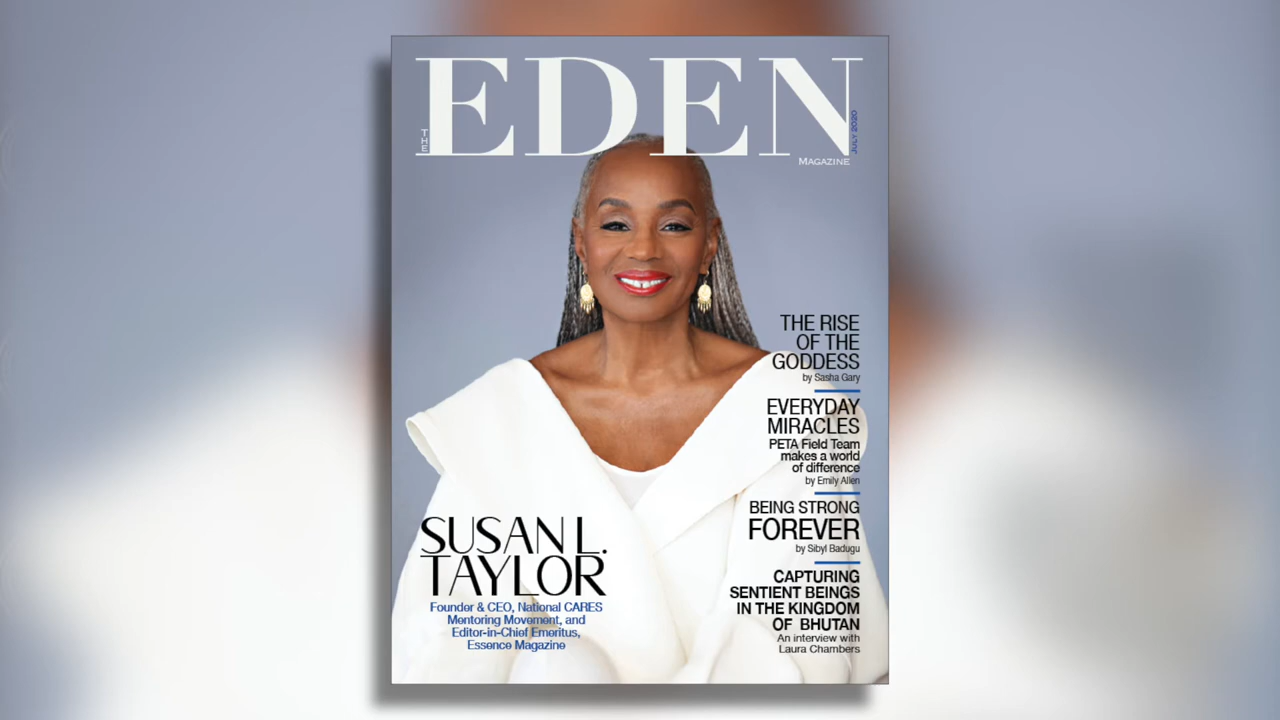 THE
EDEN
MAGAZINE
JULY 2020
THE RISE
OF THE
GODDESS
by Sasha Gary
EVERYDAY
MIRACLES
PETA Field Team
makes a world
of difference
by Emily Allen
BEING STRONG
FOREVER
by Sibyl Badugu
CAPTURING
SENTIENT BEINGS
IN THE KINGDOM
OF BHUTAN
An interview with
Laura Chambers
SUSAN L.
TAYLOR
Founder & CEO, National CARES
Mentoring Movement, and
Editor-in-Chief Emeritus,
Essence Magazine